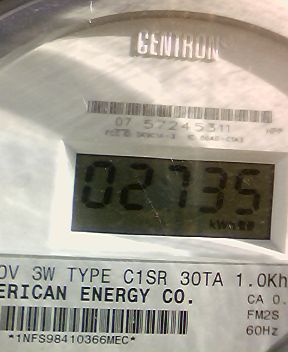 CENTRON
07 57245311
02735
kWh
0V 3W TYPE C1SR 30TA 1.0Kh
ERICAN ENERGY CO.
CA 0.
FM2S
60Hz
*1NFS98410366MEC*